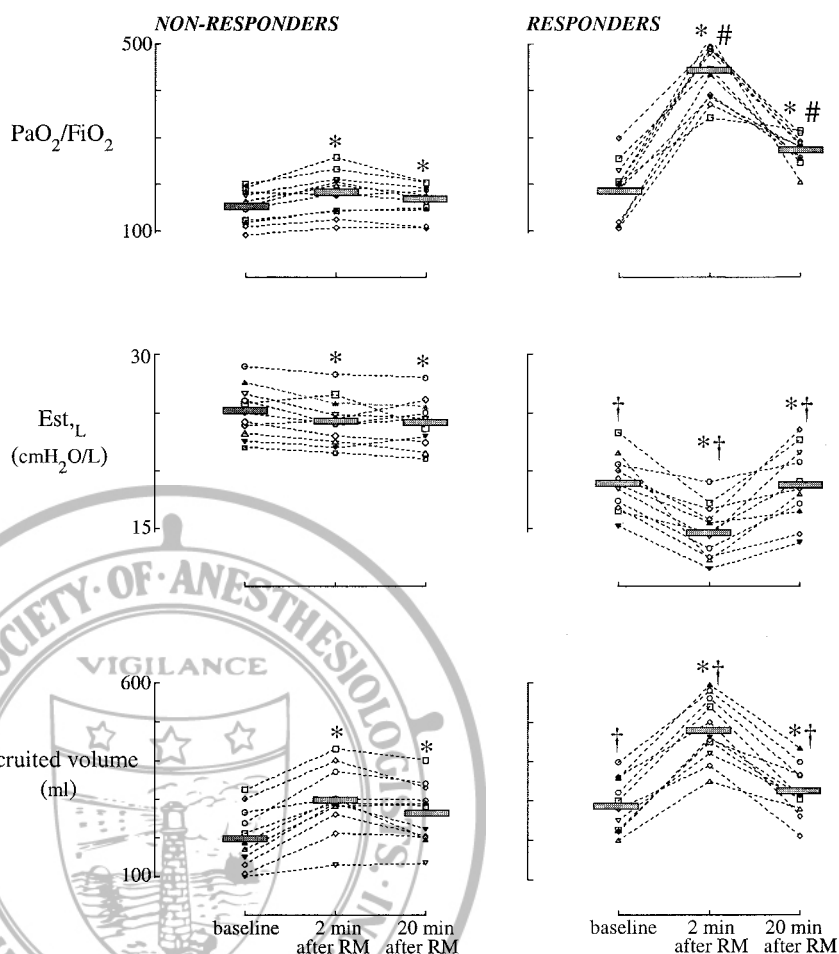 NON-RESPONDERS
RESPONDERS
500
* #
PaO2/FiO2
*
*
* #
100
30
*
*
Est,L
(cmH2O/L)
†
*†
*†
15
SOCIETY·OF·ANESTHESIOLOGISTS. IN
VIGILANCE
600
*
*
cruited volume
(ml)
†
*†
*†
100
baseline
2 min
after RM
20 min
after RM
baseline
2 min
after RM
20 min
after RM